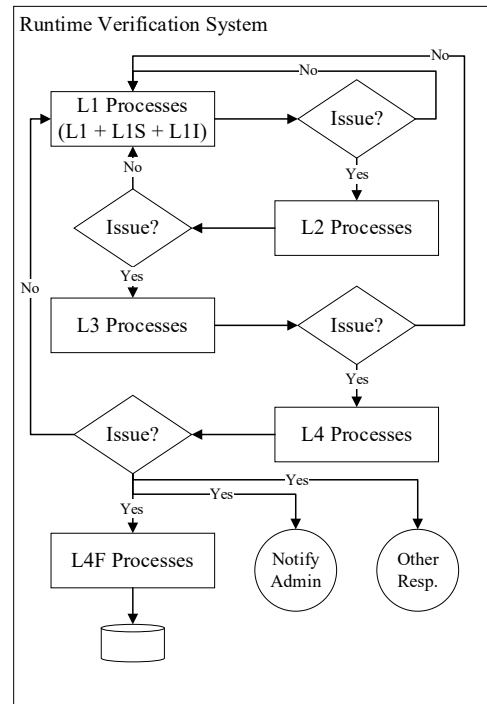 Runtime Verification System
No
No
L1 Processes
(L1 + L1S + L1I)
Issue?
No
Yes
Issue?
L2 Processes
Yes
No
L3 Processes
Issue?
Yes
Issue?
L4 Processes
Yes
Yes
Yes
L4F Processes
Notify
Admin
Other
Resp.